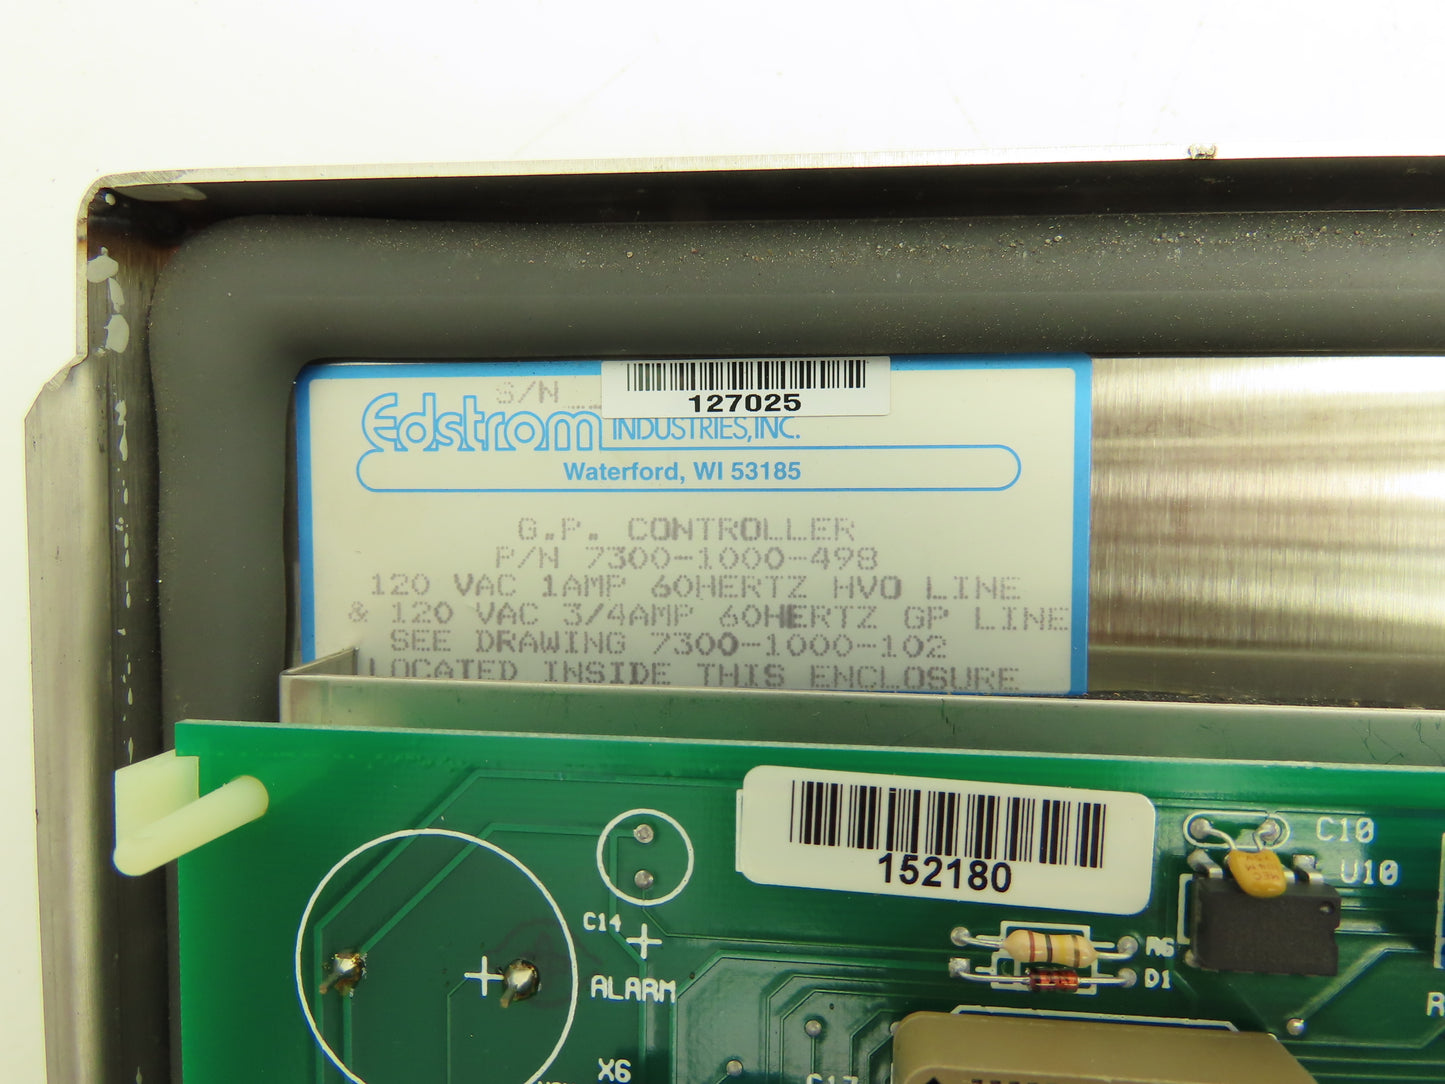 S/N
127025
Edstrom INDUSTRIES, INC.
Waterford, WI 53185
G.P. CONTROLLER
P/N 7300-1000-498
120 VAC 1AMP 60HERTZ HVO LINE
& 120 VAC 3/4AMP 60HERTZ GP LINE
SEE DRAWING 7300-1000-102
LOCATED INSIDE THIS ENCLOSURE
152180
C10
U10
C14
+
R6
D1
+
ALARM
X6
C17
R